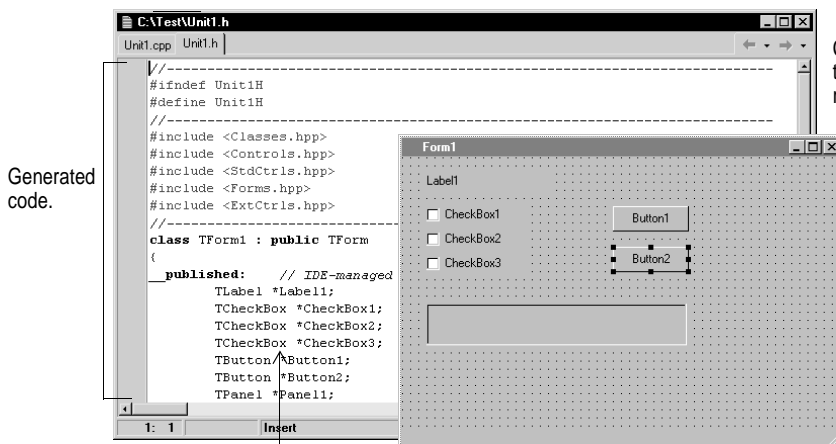 C:\Test\Unit1.h
Unit1.cpp Unit1.h
//---------------------------------------------------------------------------
#ifndef Unit1H
#define Unit1H
//---------------------------------------------------------------------------
#include <Classes.hpp>
#include <Controls.hpp>
#include <StdCtrls.hpp>
#include <Forms.hpp>
#include <ExtCtrls.hpp>
//-------------------------------
class TForm1 : public TForm
{
__published: // IDE-managed
TLabel *Label1;
TCheckBox *CheckBox1;
TCheckBox *CheckBox2;
TCheckBox *CheckBox3;
TButton *Button1;
TButton *Button2;
TPanel *Panel1;
1: 1 Insert
Generated
code.
Form1
Label1
CheckBox1
CheckBox2
CheckBox3
Button1
Button2